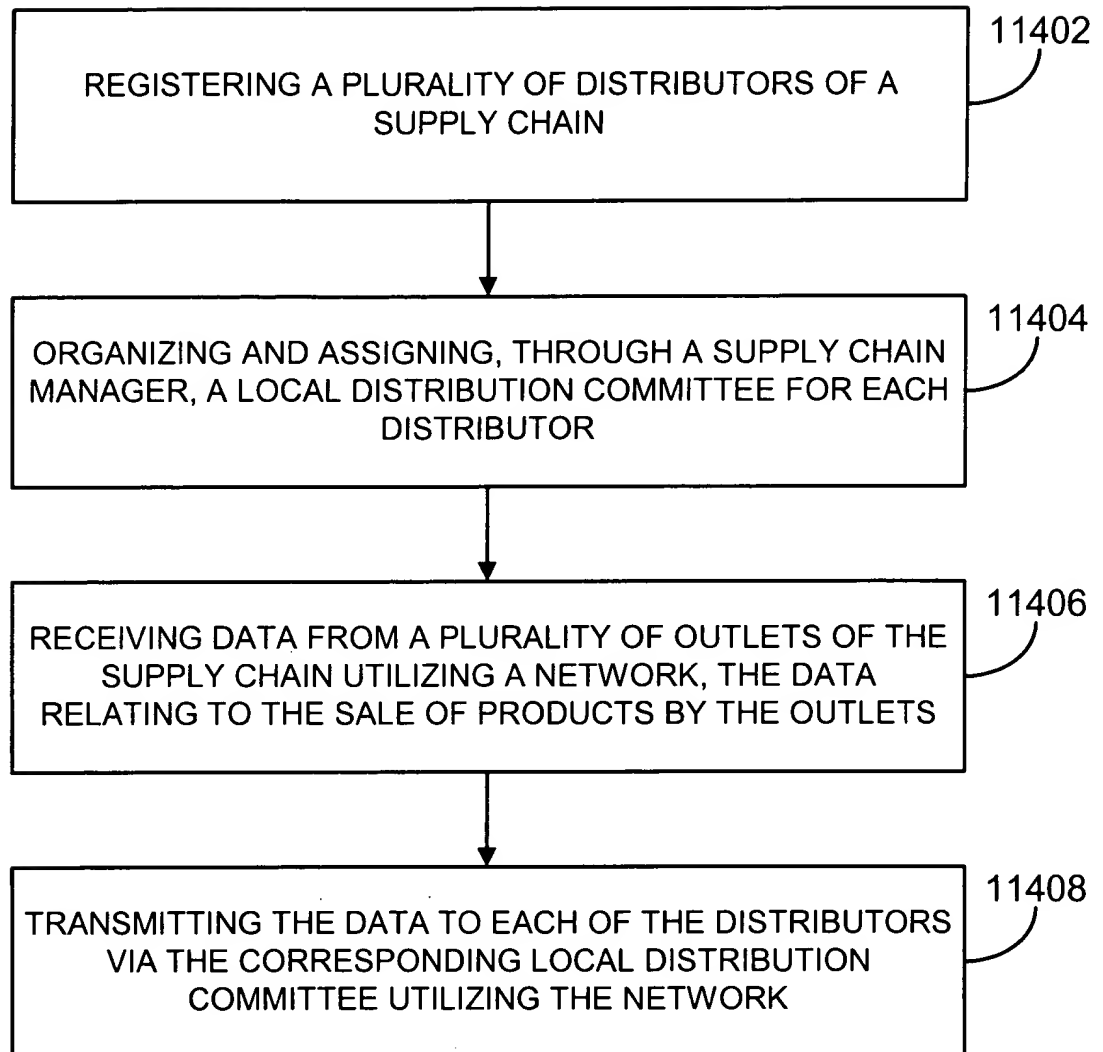 11402
REGISTERING A PLURALITY OF DISTRIBUTORS OF A
SUPPLY CHAIN
11404
ORGANIZING AND ASSIGNING, THROUGH A SUPPLY CHAIN
MANAGER, A LOCAL DISTRIBUTION COMMITTEE FOR EACH
DISTRIBUTOR
11406
RECEIVING DATA FROM A PLURALITY OF OUTLETS OF THE
SUPPLY CHAIN UTILIZING A NETWORK, THE DATA
RELATING TO THE SALE OF PRODUCTS BY THE OUTLETS
11408
TRANSMITTING THE DATA TO EACH OF THE DISTRIBUTORS
VIA THE CORRESPONDING LOCAL DISTRIBUTION
COMMITTEE UTILIZING THE NETWORK